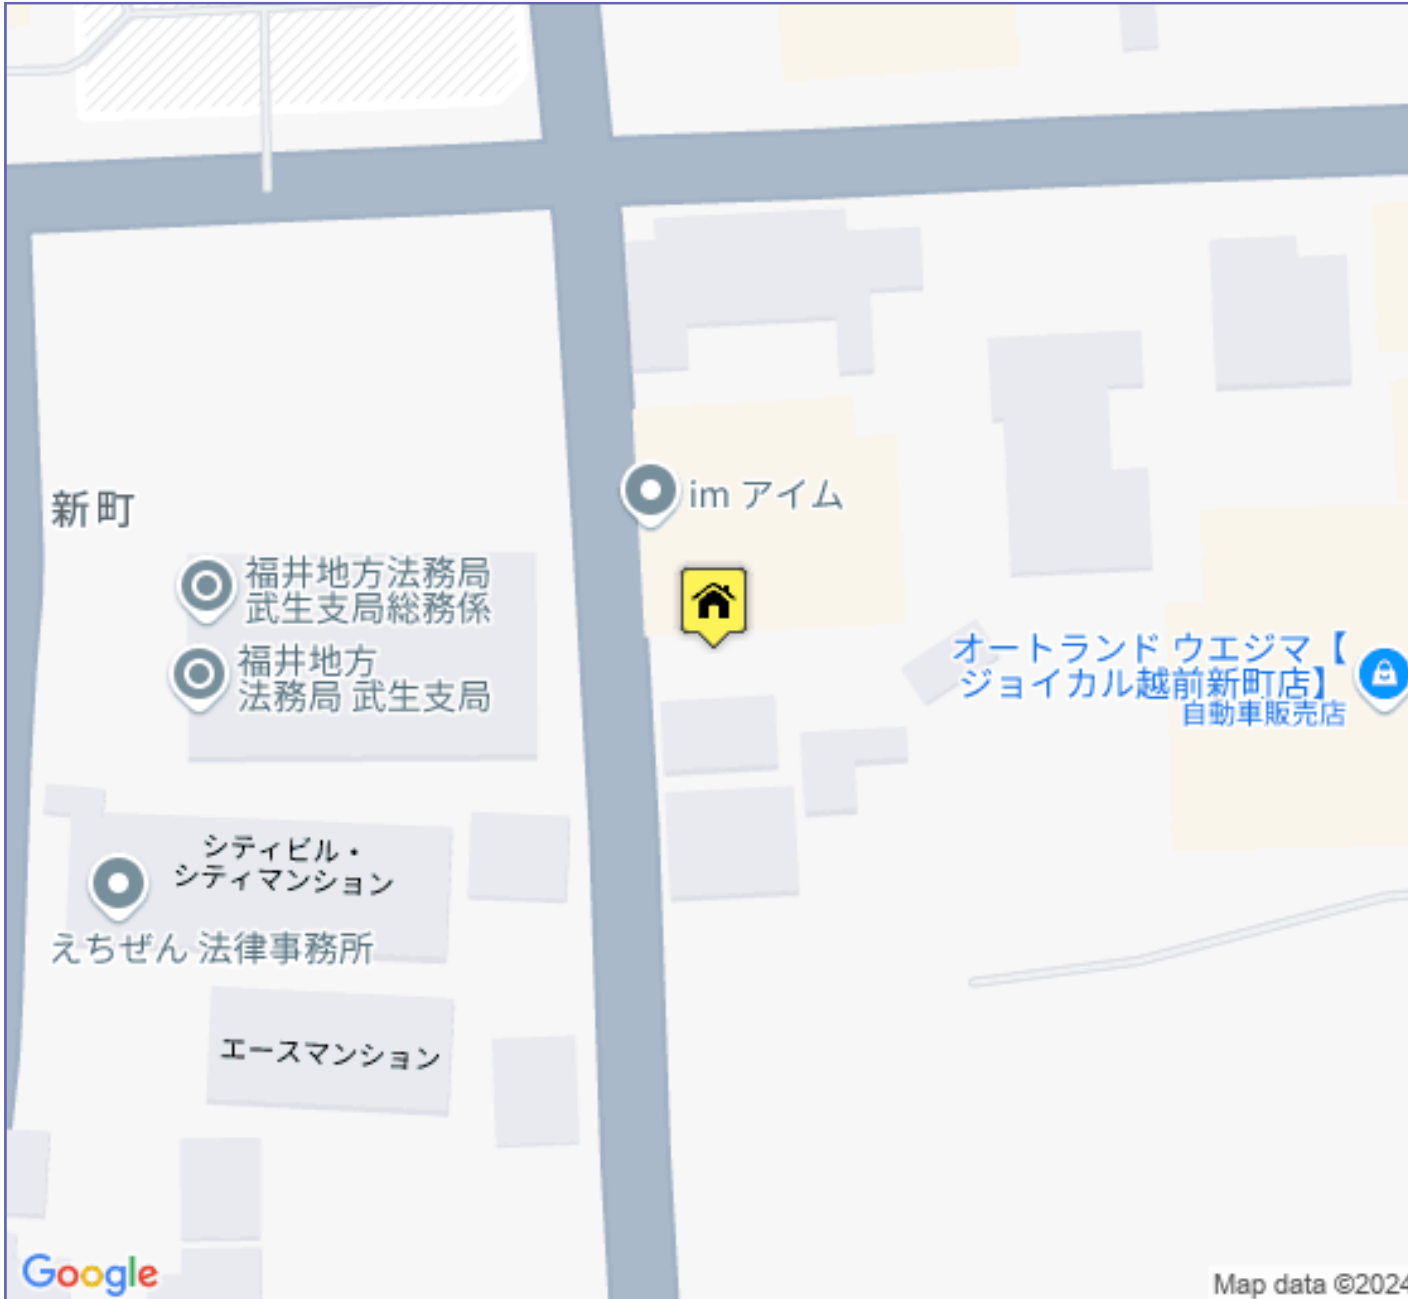 im アイム
新町
福井地方法務局
武生支局総務係
福井地方
法務局 武生支局
オートランド ウエジマ【
ジョイカル越前新町店】
自動車販売店
シティビル・
シティマンション
えちぜん 法律事務所
エースマンション
Google
Map data ©2024